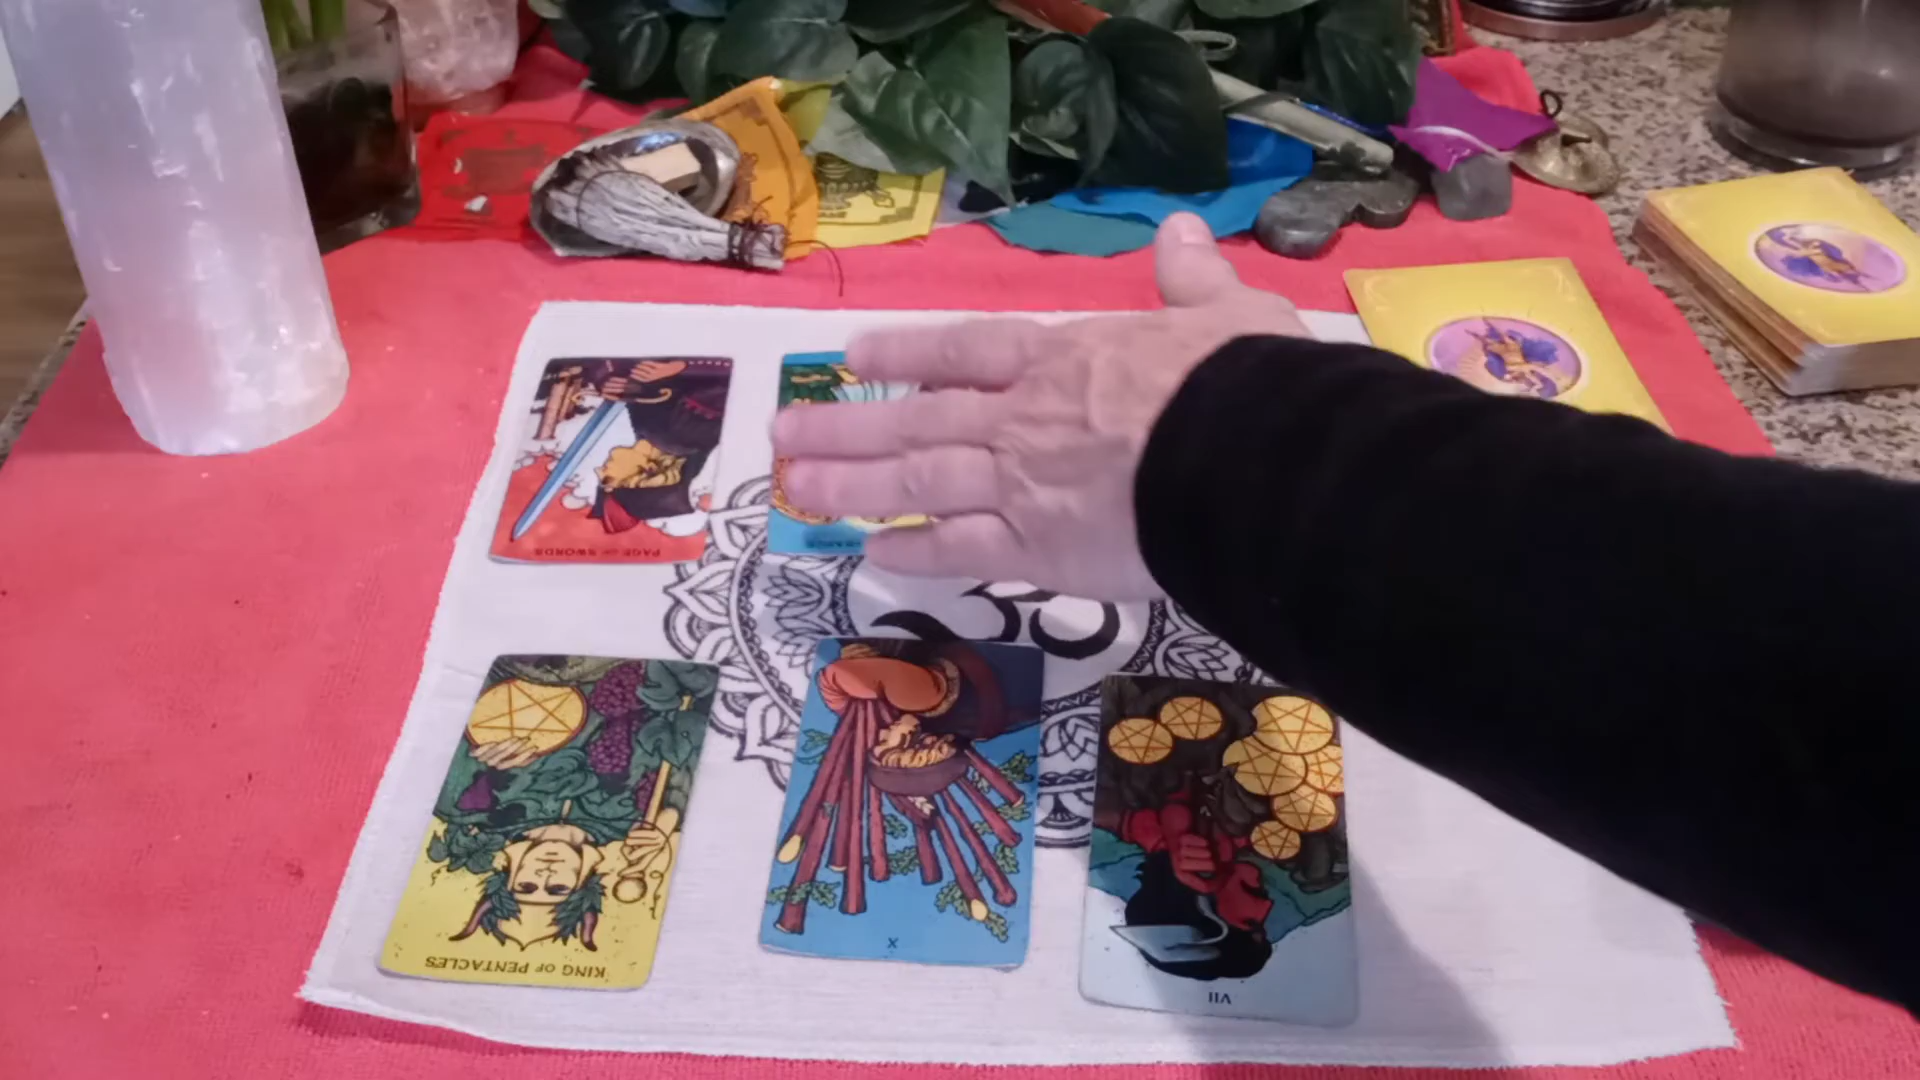 PAGE OF SWORDS
KING OF PENTACLES
X
VII